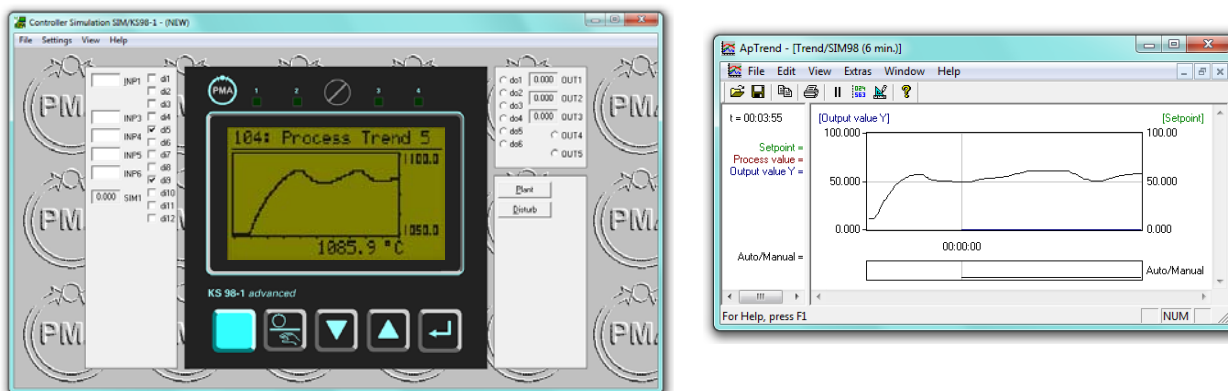 Controller Simulation SIM/KS98-1 - (NEW)
File Settings View Help
INP1
INP3
INP4
INP5
INP6
0.000 SIM1
di1
di2
di3
di4
di5
di6
di7
di8
di9
di10
di11
di12
PMA
1 2 3 4
104: Process Trend 5
1100.0
1050.0
1085.9 °C
KS 98-1 advanced
do1 0.000 OUT1
do2 0.000 OUT2
do3
do4 0.000 OUT3
do5 OUT4
do6 OUT5
Plant
Disturb
PMA
PMA
PMA
ApTrend - [Trend/SIM98 (6 min.)]
File Edit View Extras Window Help
t = 00:03:55
Setpoint =
Process value =
Output value Y =
Auto/Manual =
[Output value Y] [Setpoint]
100.000 100.00
50.000 50.000
0.000 0.000
00:00:00
Auto/Manual
For Help, press F1
NUM